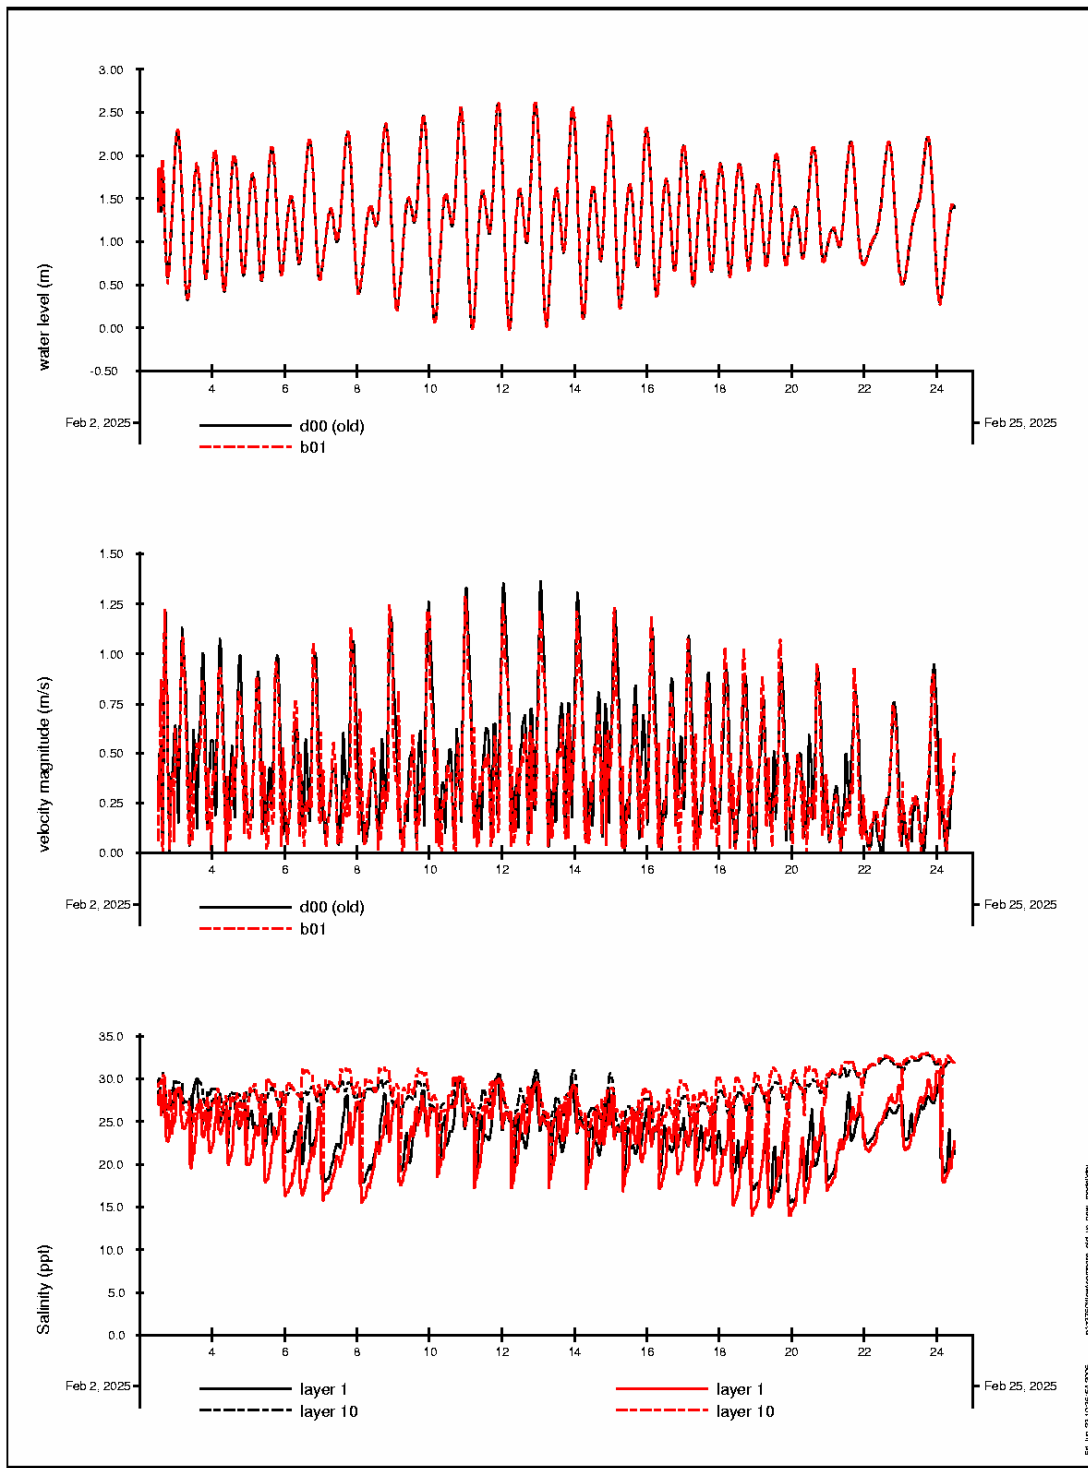 3.00
2.50
2.00
1.50
1.00
0.50
0.00
-0.50
water level (m)
4 6 8 10 12 14 16 18 20 22 24
Feb 2, 2025 Feb 25, 2025
d00 (old)
b01
1.50
1.25
1.00
0.75
0.50
0.25
0.00
velocity magnitude (m/s)
4 6 8 10 12 14 16 18 20 22 24
Feb 2, 2025 Feb 25, 2025
d00 (old)
b01
35.0
30.0
25.0
20.0
15.0
10.0
5.0
0.0
Salinity (ppt)
4 6 8 10 12 14 16 18 20 22 24
Feb 2, 2025 Feb 25, 2025
layer 1 layer 1
layer 10 layer 10